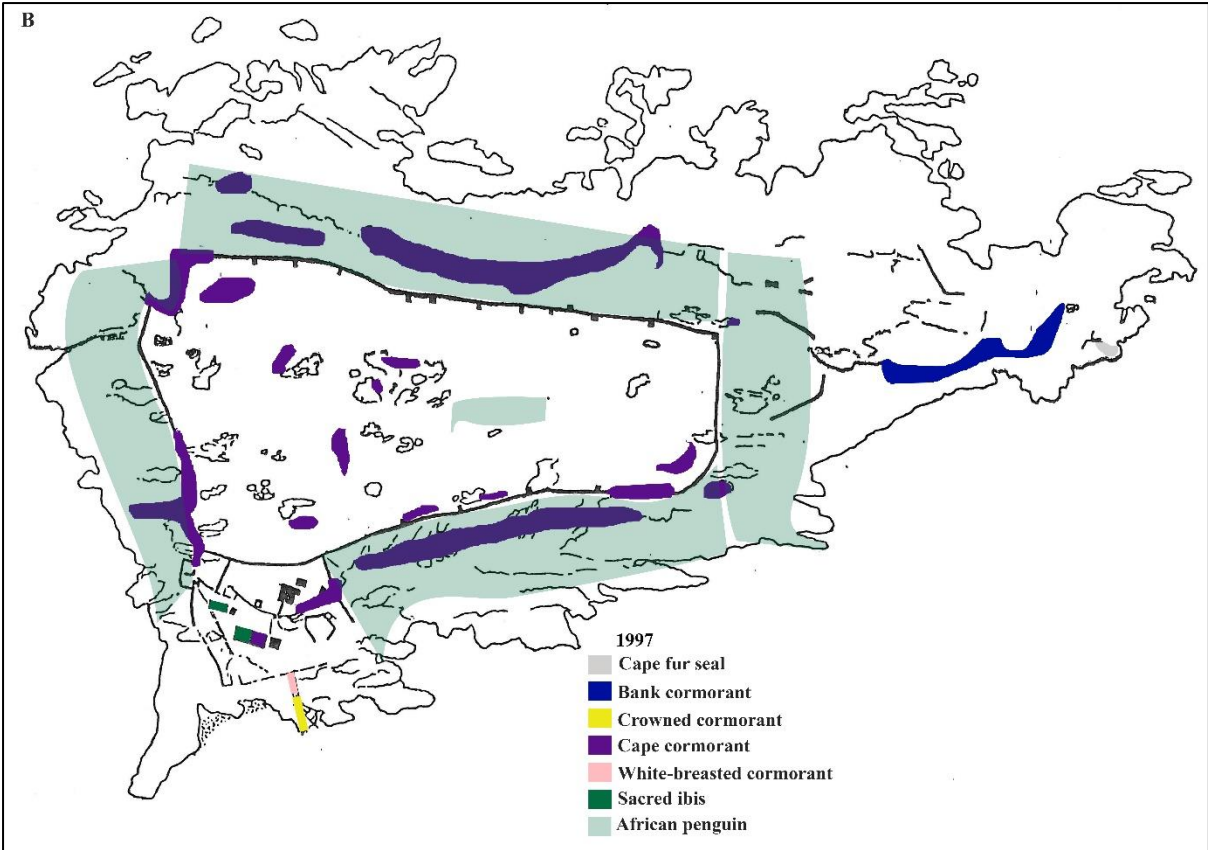 B
1997
Cape fur seal
Bank cormorant
Crowned cormorant
Cape cormorant
White-breasted cormorant
Sacred ibis
African penguin